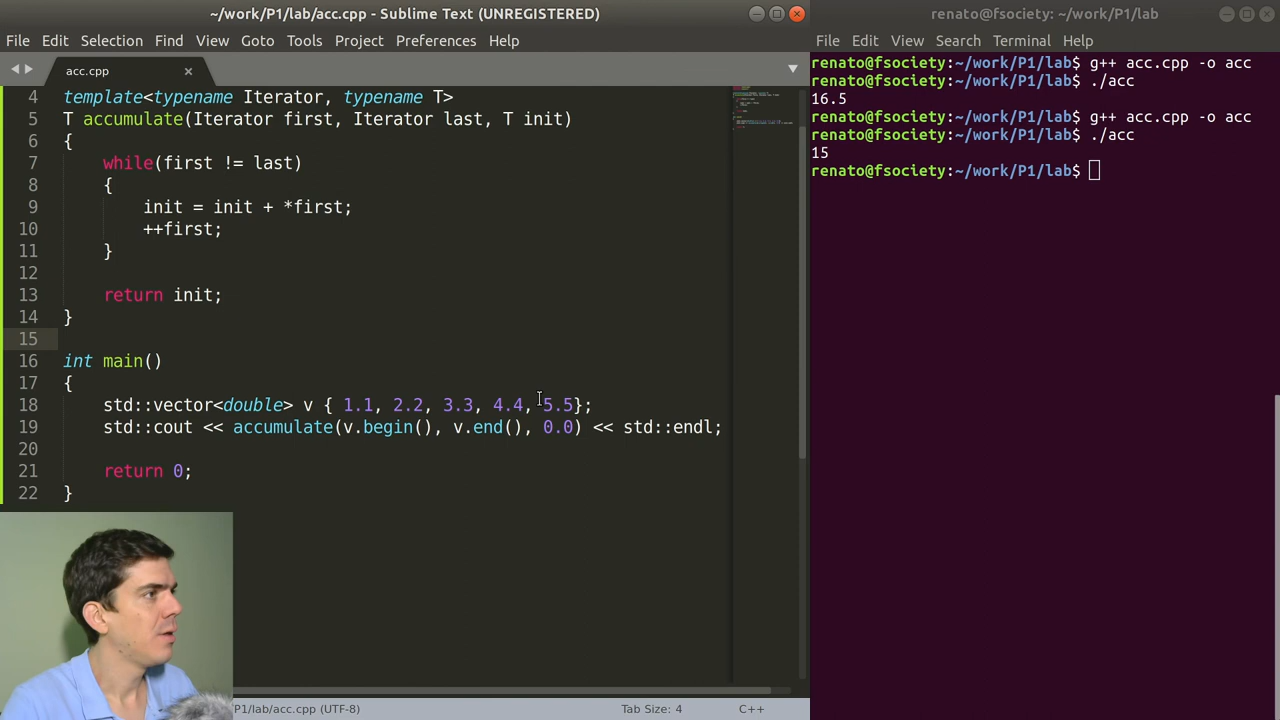 ~/work/P1/lab/acc.cpp - Sublime Text (UNREGISTERED)
File Edit Selection Find View Goto Tools Project Preferences Help
acc.cpp
4 template<typename Iterator, typename T>
5 T accumulate(Iterator first, Iterator last, T init)
6 {
7     while(first != last)
8     {
9         init = init + *first;
10         ++first;
11     }
12
13     return init;
14 }
15
16 int main()
17 {
18     std::vector<double> v { 1.1, 2.2, 3.3, 4.4, 5.5};
19     std::cout << accumulate(v.begin(), v.end(), 0.0) << std::endl;
20
21     return 0;
22 }
P1/lab/acc.cpp (UTF-8) Tab Size: 4 C++
renato@fsociety: ~/work/P1/lab
File Edit View Search Terminal Help
renato@fsociety:~/work/P1/lab$ g++ acc.cpp -o acc
renato@fsociety:~/work/P1/lab$ ./acc
16.5
renato@fsociety:~/work/P1/lab$ g++ acc.cpp -o acc
renato@fsociety:~/work/P1/lab$ ./acc
15
renato@fsociety:~/work/P1/lab$